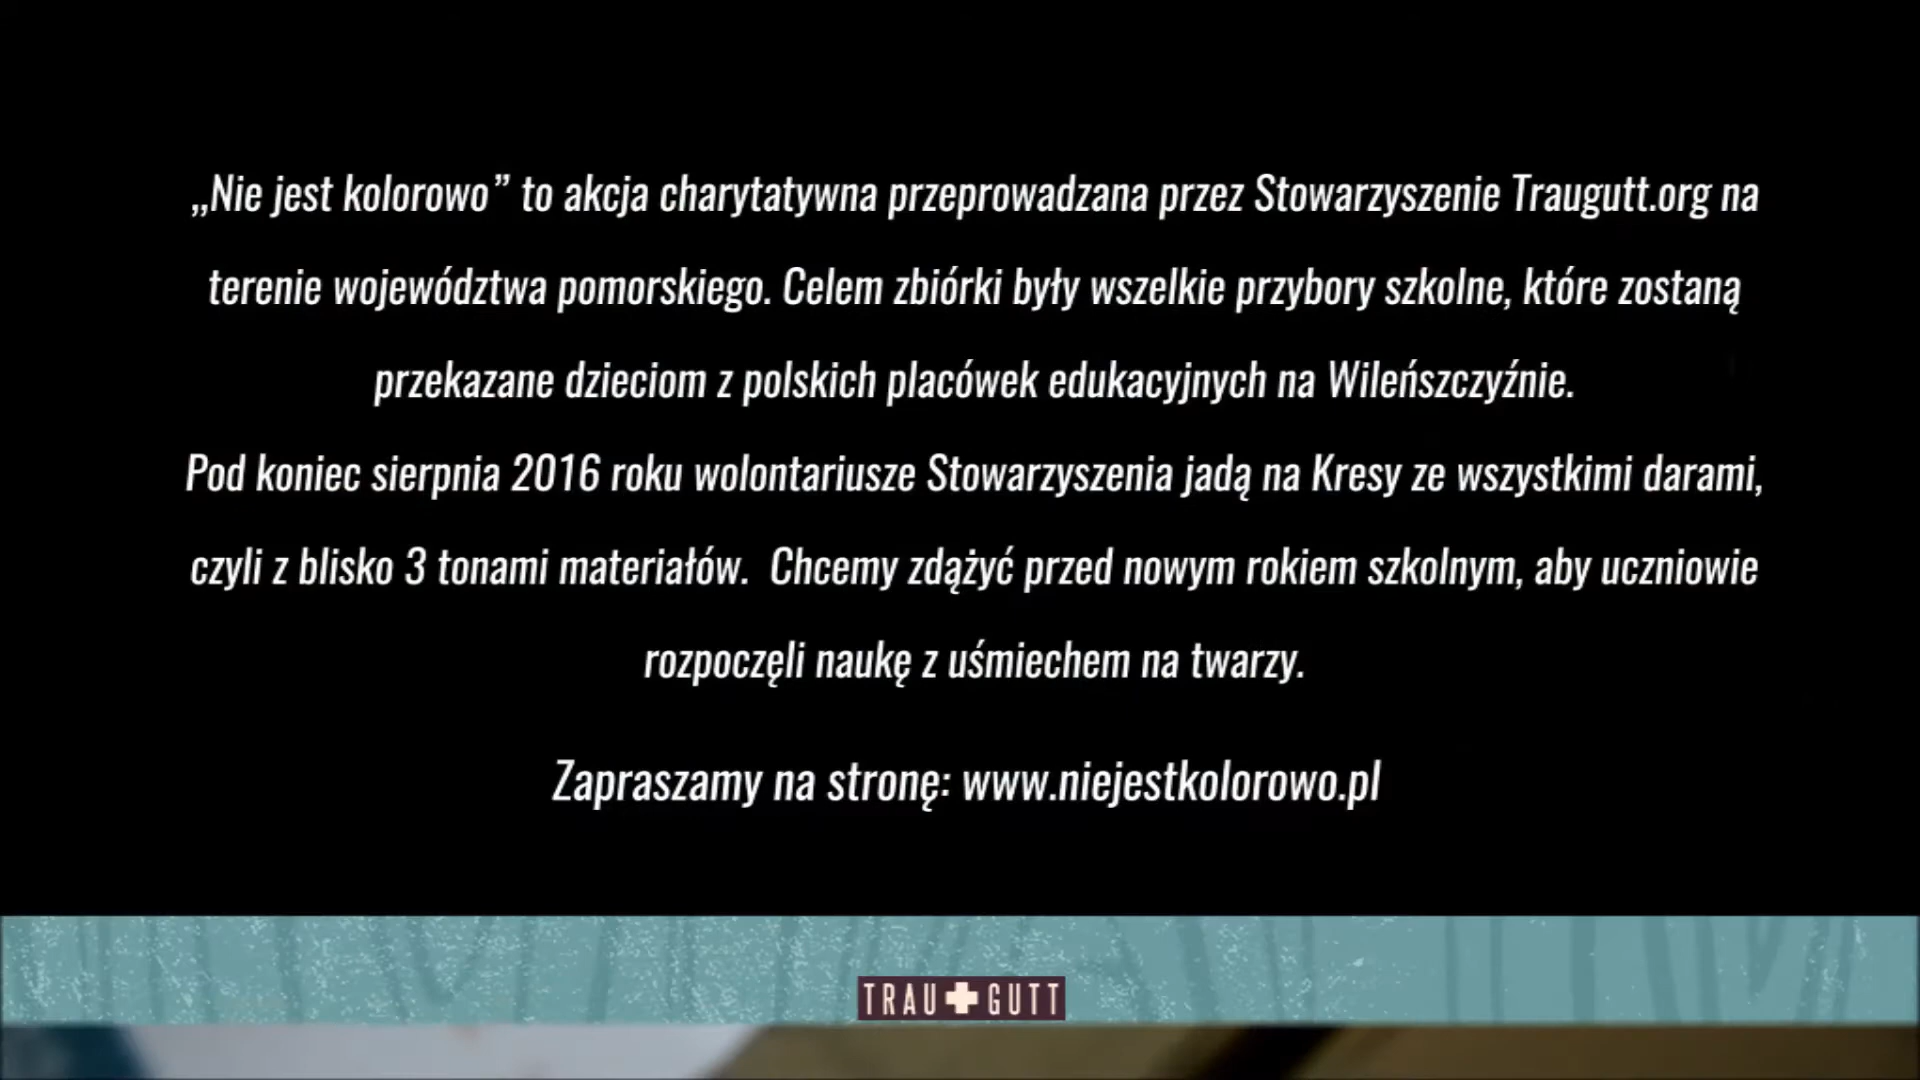 „Nie jest kolorowo” to akcja charytatywna przeprowadzana przez Stowarzyszenie Traugutt.org na
terenie województwa pomorskiego. Celem zbiórki były wszelkie przybory szkolne, które zostaną
przekazane dzieciom z polskich placówek edukacyjnych na Wileńszczyźnie.
Pod koniec sierpnia 2016 roku wolontariusze Stowarzyszenia jadą na Kresy ze wszystkimi darami,
czyli z blisko 3 tonami materiałów. Chcemy zdążyć przed nowym rokiem szkolnym, aby uczniowie
rozpoczęli naukę z uśmiechem na twarzy.
Zapraszamy na stronę: www.niejestkolorowo.pl
TRAU+GUTT